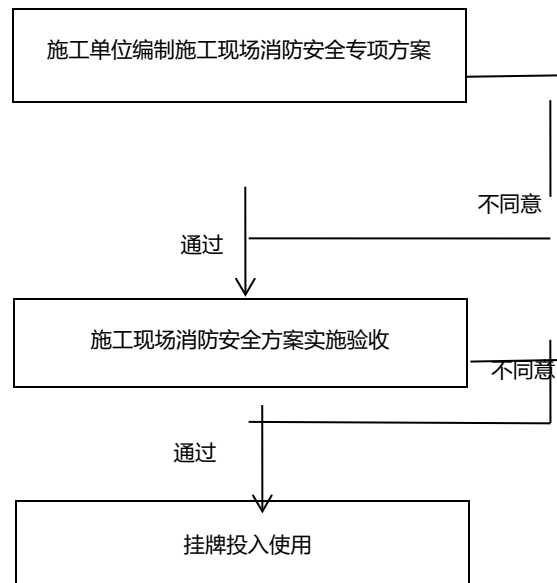 施工单位编制施工现场消防安全专项方案
不同意
通过
施工现场消防安全方案实施验收
不同意
通过
挂牌投入使用